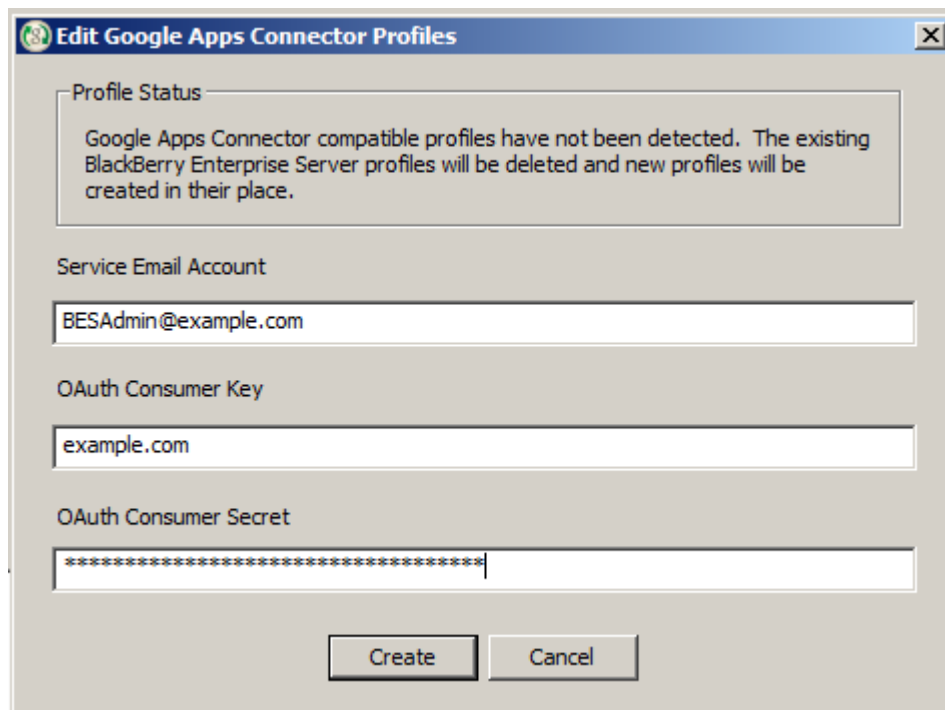 Edit Google Apps Connector Profiles
Profile Status
Google Apps Connector compatible profiles have not been detected.  The existing
BlackBerry Enterprise Server profiles will be deleted and new profiles will be
created in their place.
Service Email Account
BESAdmin@example.com
OAuth Consumer Key
example.com
OAuth Consumer Secret
***********************************
Create Cancel